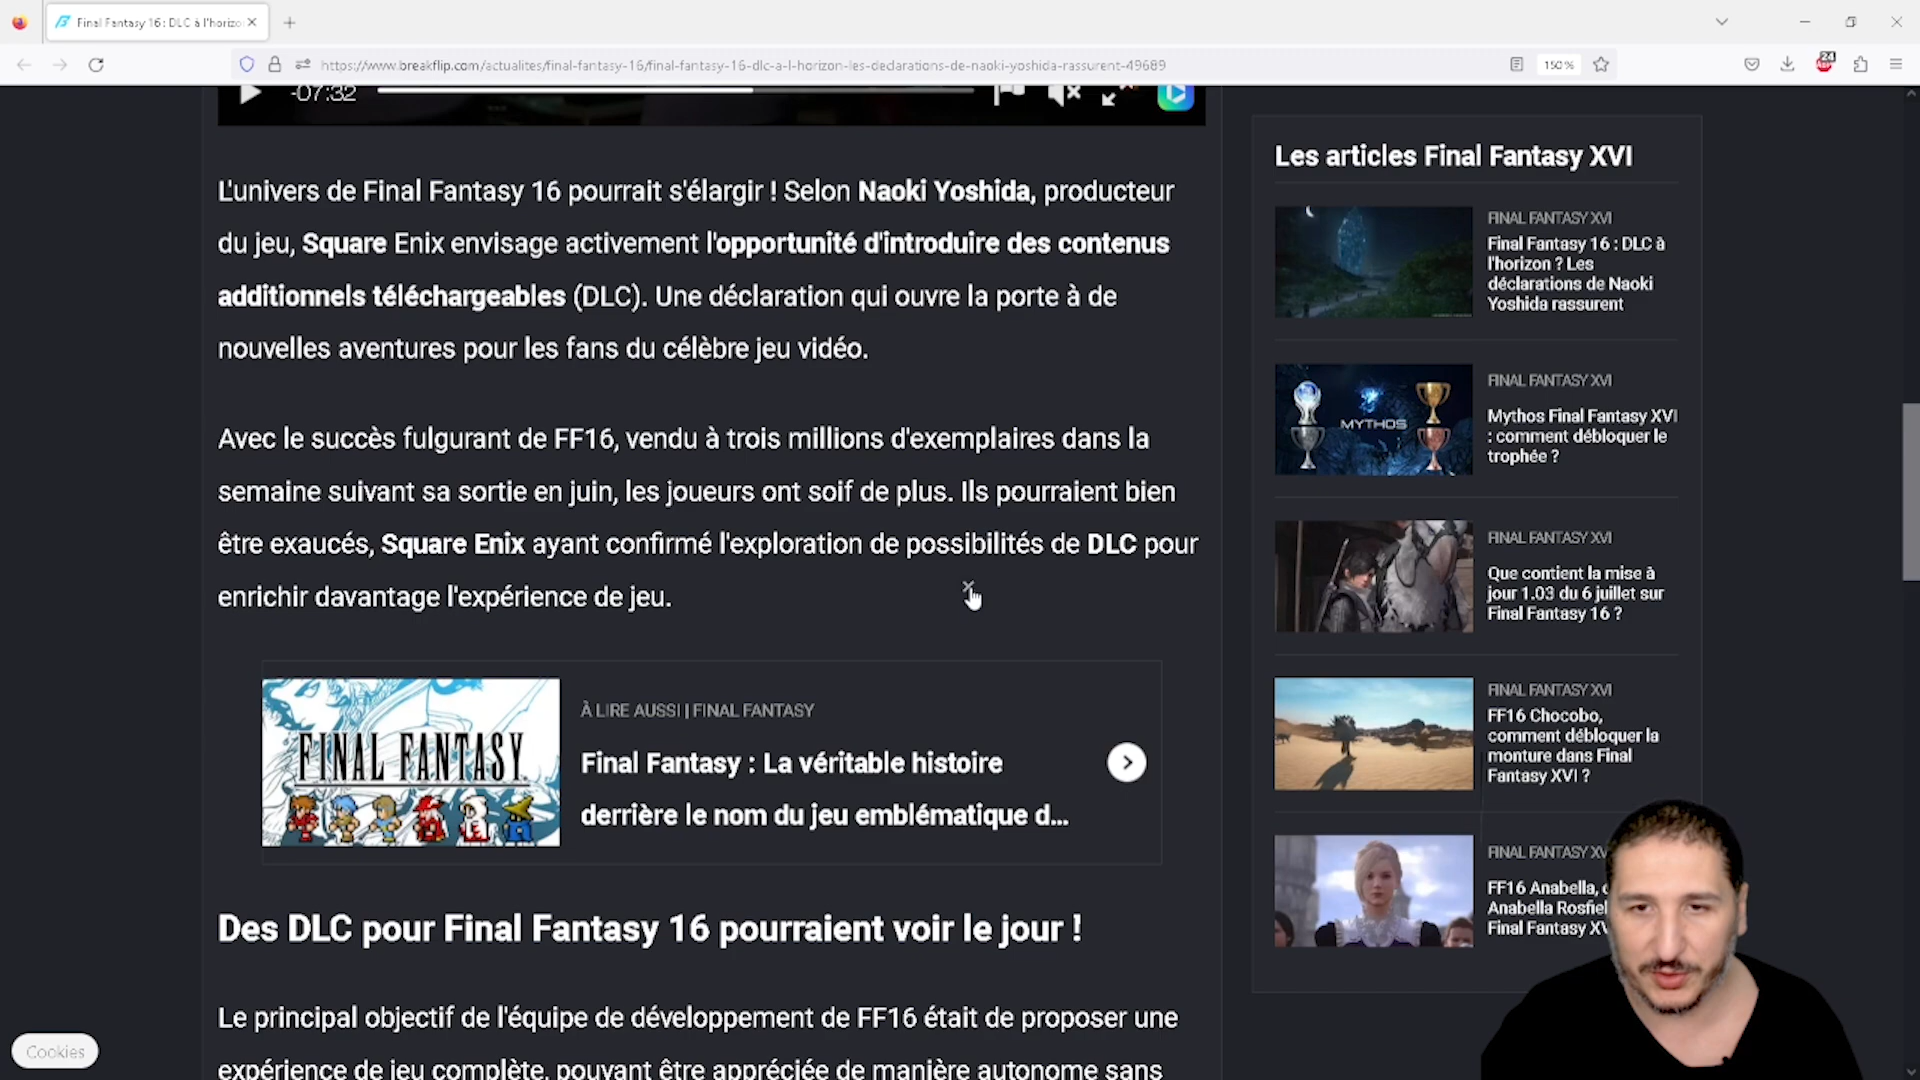 Final Fantasy 16 : DLC à l'horizo
https://www.breakflip.com/actualites/final-fantasy-16/final-fantasy-16-dlc-a-l-horizon-les-declarations-de-naoki-yoshida-rassurent-49689
150 %
24
-07:32
L'univers de Final Fantasy 16 pourrait s'élargir ! Selon Naoki Yoshida, producteur
du jeu, Square Enix envisage activement l'opportunité d'introduire des contenus
additionnels téléchargeables (DLC). Une déclaration qui ouvre la porte à de
nouvelles aventures pour les fans du célèbre jeu vidéo.
Avec le succès fulgurant de FF16, vendu à trois millions d'exemplaires dans la
semaine suivant sa sortie en juin, les joueurs ont soif de plus. Ils pourraient bien
être exaucés, Square Enix ayant confirmé l'exploration de possibilités de DLC pour
enrichir davantage l'expérience de jeu.
FINAL FANTASY
À LIRE AUSSI | FINAL FANTASY
Final Fantasy : La véritable histoire
derrière le nom du jeu emblématique d...
Des DLC pour Final Fantasy 16 pourraient voir le jour !
Le principal objectif de l'équipe de développement de FF16 était de proposer une
expérience de jeu complète, pouvant être appréciée de manière autonome sans
Cookies
Les articles Final Fantasy XVI
FINAL FANTASY XVI
Final Fantasy 16 : DLC à
l'horizon ? Les
déclarations de Naoki
Yoshida rassurent
MYTHOS
FINAL FANTASY XVI
Mythos Final Fantasy XVI
: comment débloquer le
trophée ?
FINAL FANTASY XVI
Que contient la mise à
jour 1.03 du 6 juillet sur
Final Fantasy 16 ?
FINAL FANTASY XVI
FF16 Chocobo,
comment débloquer la
monture dans Final
Fantasy XVI ?
FINAL FANTASY XV
FF16 Anabella,
Anabella Rosfiel
Final Fantasy XV